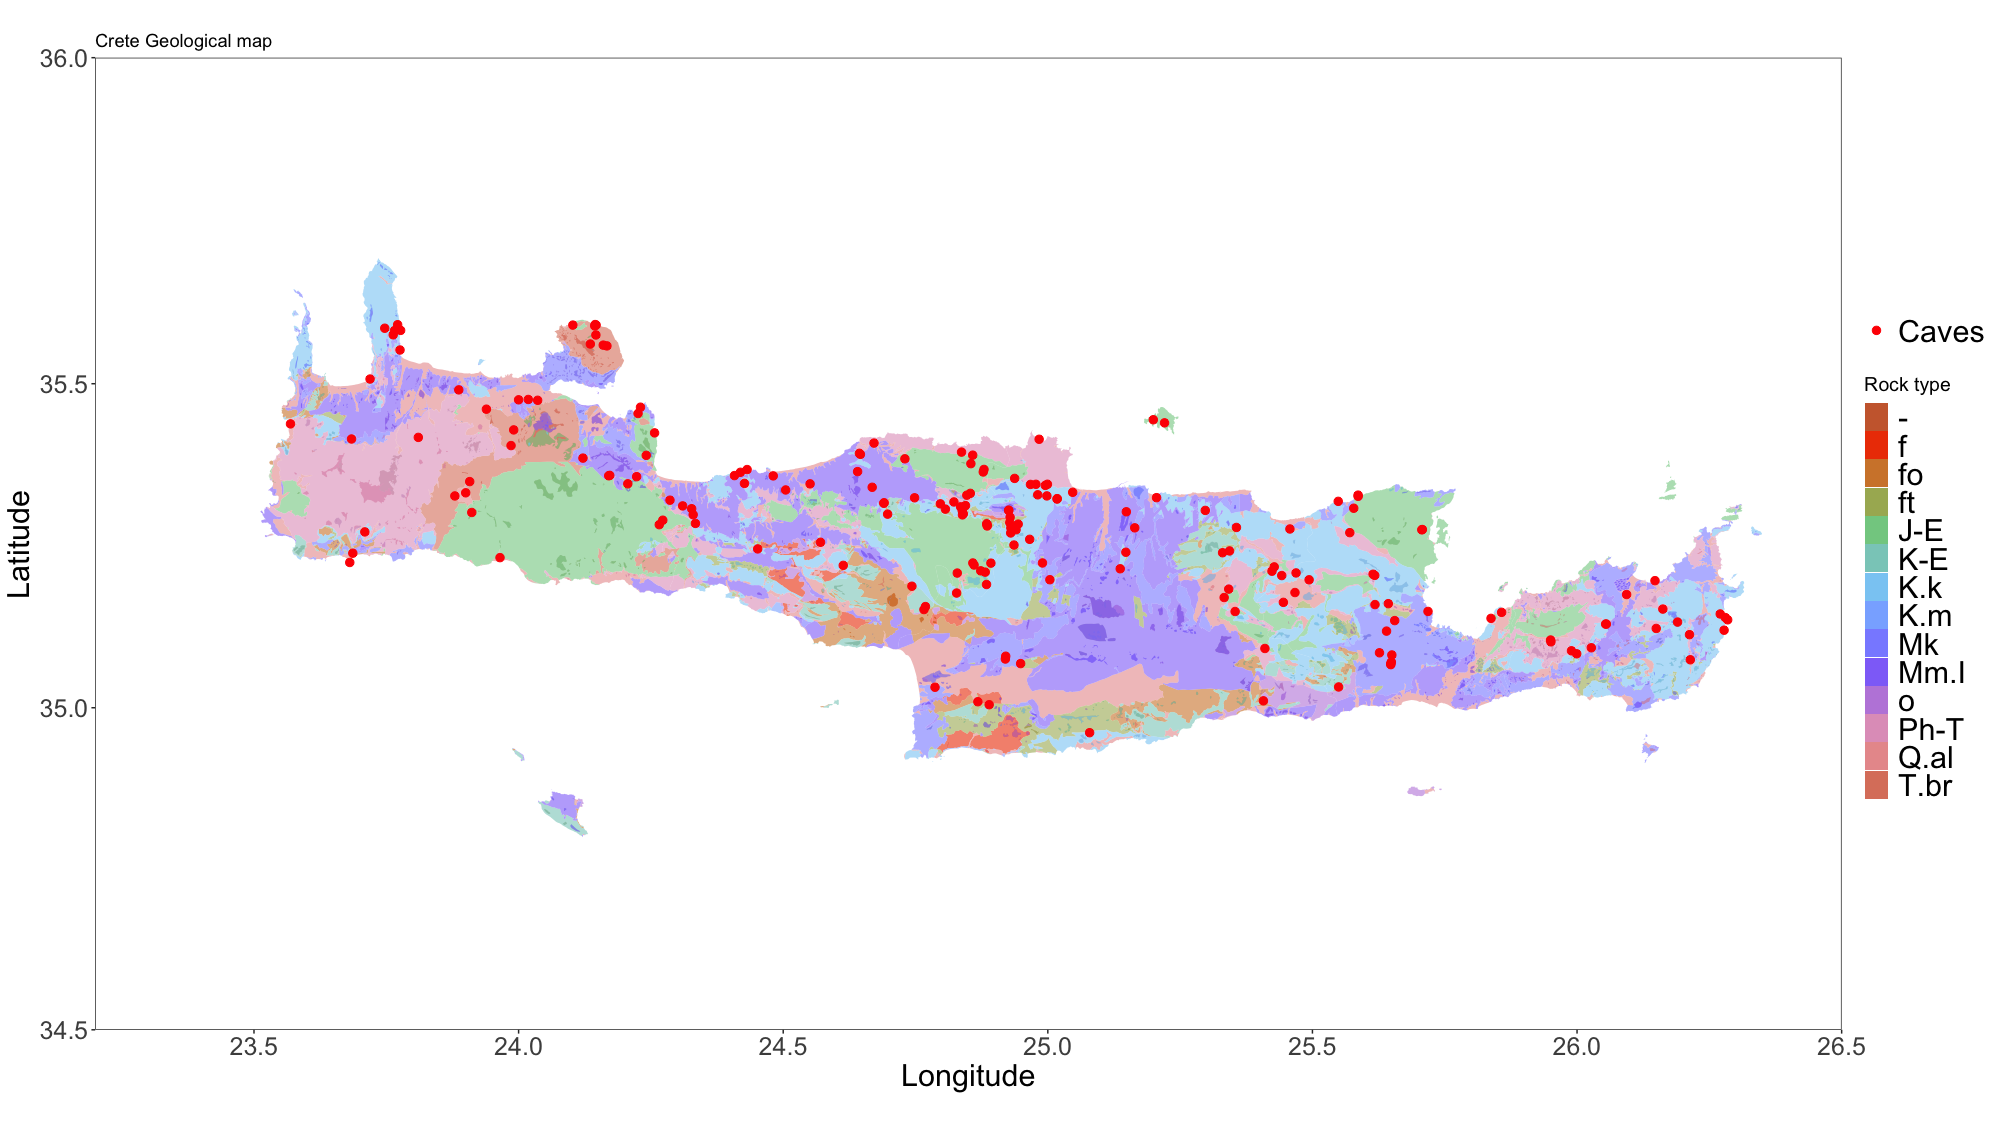 Crete Geological map
36.0
35.5
35.0
34.5
Latitude
23.5 24.0 24.5 25.0 25.5 26.0 26.5
Longitude
Caves
Rock type
-
f
fo
ft
J-E
K-E
K.k
K.m
Mk
Mm.I
o
Ph-T
Q.al
T.br